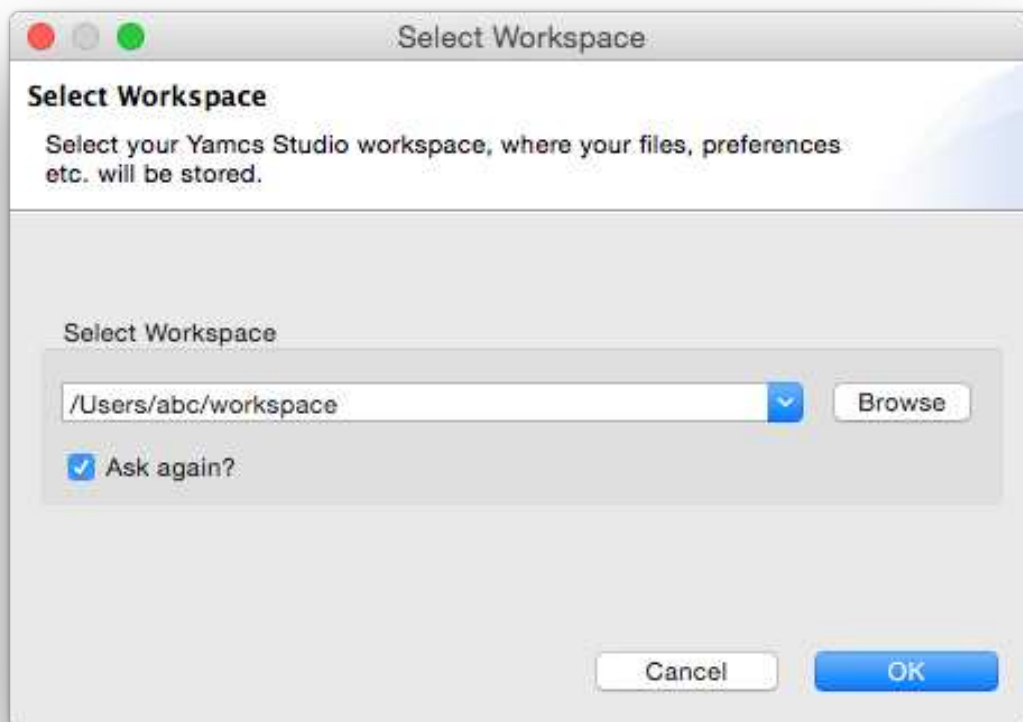 Select Workspace
Select Workspace
Select your Yamcs Studio workspace, where your files, preferences
etc. will be stored.
Select Workspace
/Users/abc/workspace
Browse
Ask again?
Cancel
OK